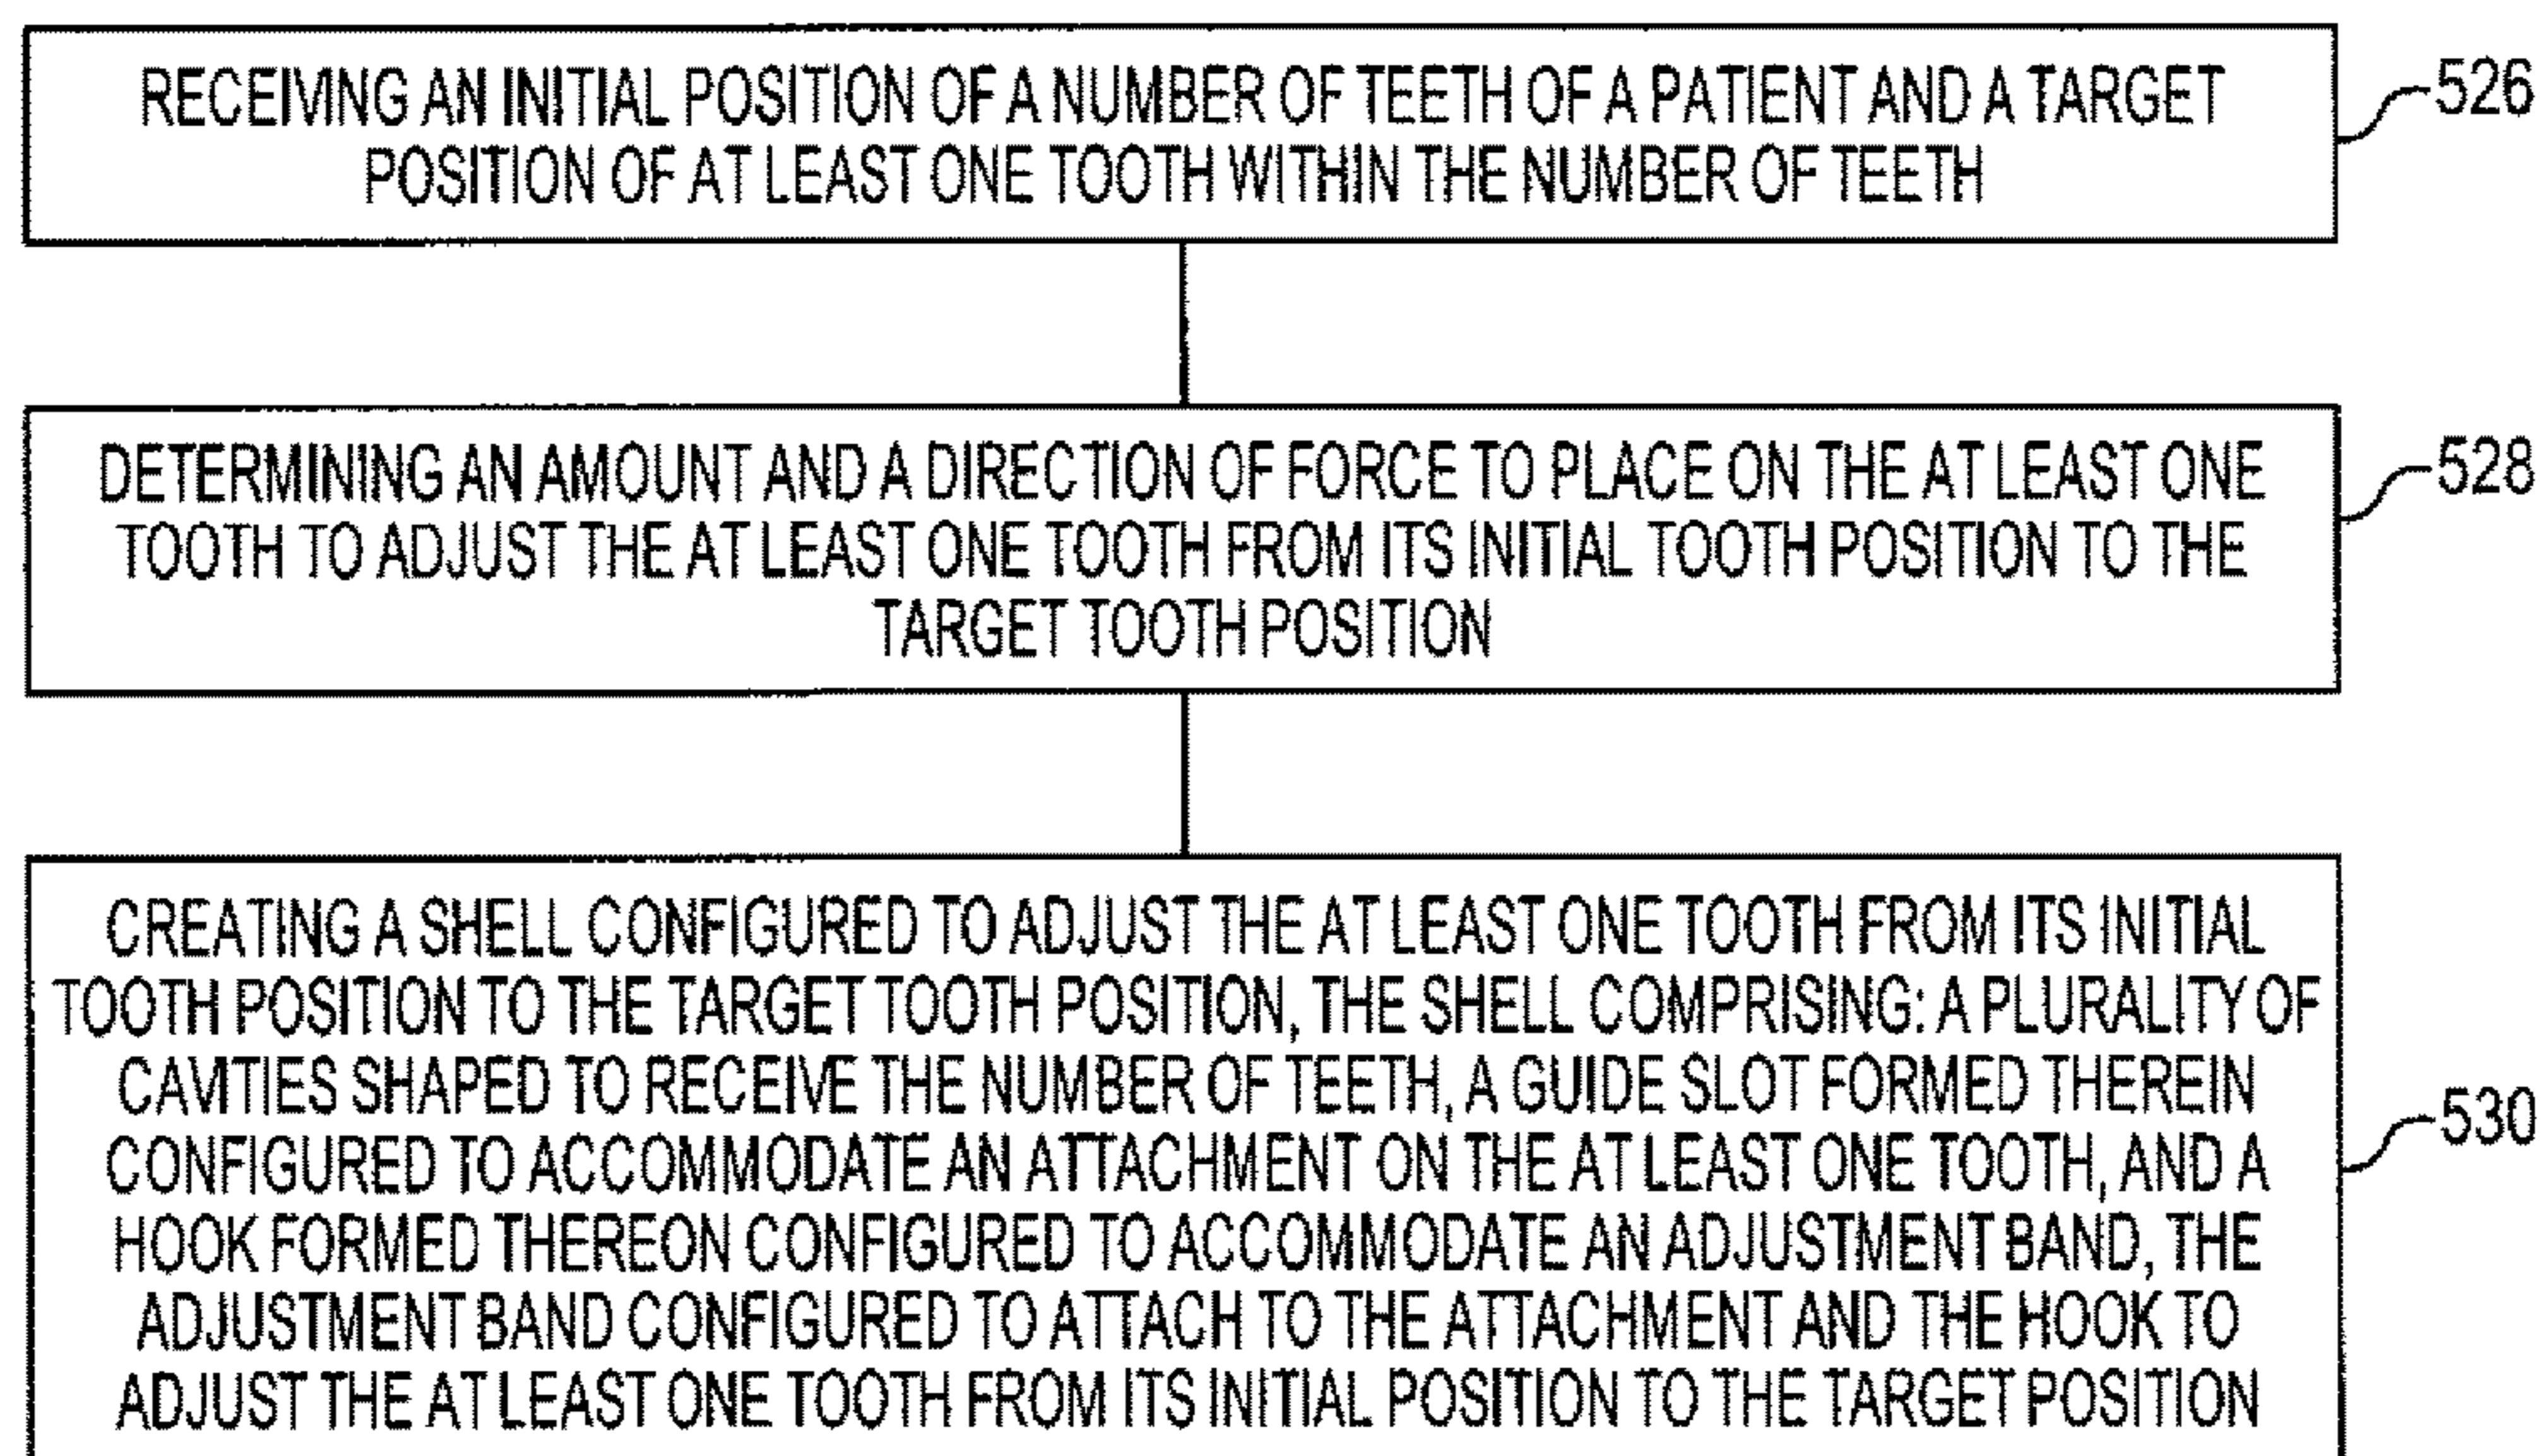 RECEIVING AN INITIAL POSITION OF A NUMBER OF TEETH OF A PATIENT AND A TARGET
POSITION OF AT LEAST ONE TOOTH WITHIN THE NUMBER OF TEETH
526
DETERMINING AN AMOUNT AND A DIRECTION OF FORCE TO PLACE ON THE AT LEAST ONE
TOOTH TO ADJUST THE AT LEAST ONE TOOTH FROM ITS INITIAL TOOTH POSITION TO THE
TARGET TOOTH POSITION
528
CREATING A SHELL CONFIGURED TO ADJUST THE AT LEAST ONE TOOTH FROM ITS INITIAL
TOOTH POSITION TO THE TARGET TOOTH POSITION, THE SHELL COMPRISING: A PLURALITY OF
CAVITIES SHAPED TO RECEIVE THE NUMBER OF TEETH, A GUIDE SLOT FORMED THEREIN
CONFIGURED TO ACCOMMODATE AN ATTACHMENT ON THE AT LEAST ONE TOOTH, AND A
HOOK FORMED THEREON CONFIGURED TO ACCOMMODATE AN ADJUSTMENT BAND, THE
ADJUSTMENT BAND CONFIGURED TO ATTACH TO THE ATTACHMENT AND THE HOOK TO
ADJUST THE AT LEAST ONE TOOTH FROM ITS INITIAL POSITION TO THE TARGET POSITION
530